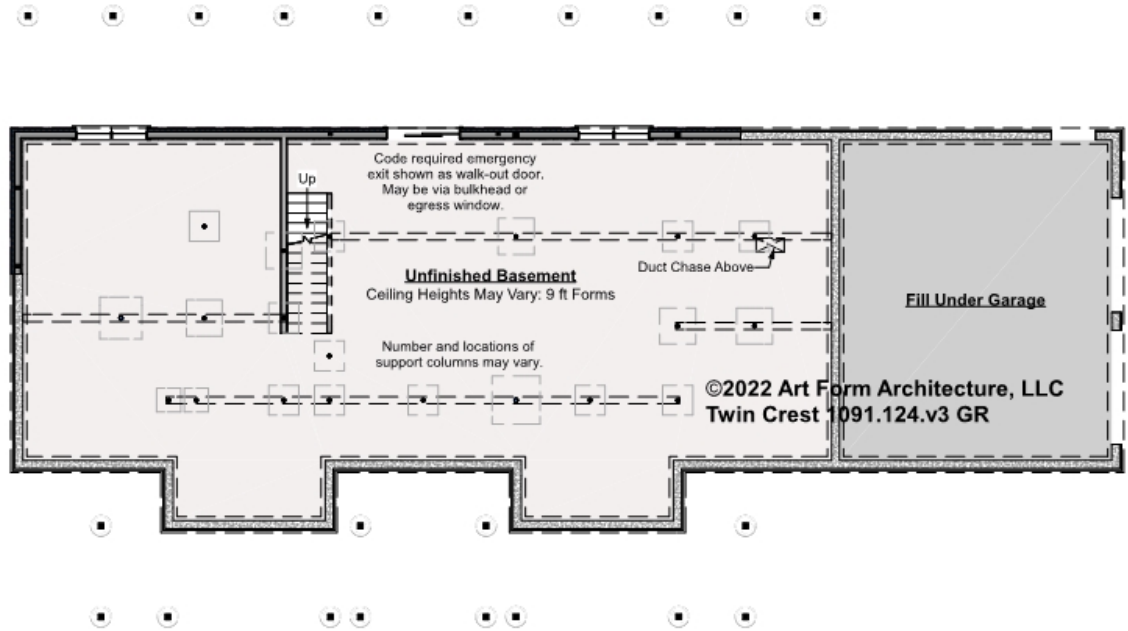 Code required emergency
exit shown as walk-out door.
May be via bulkhead or
egress window.
Up
Duct Chase Above
Unfinished Basement
Ceiling Heights May Vary: 9 ft Forms
Fill Under Garage
Number and locations of
support columns may vary.
©2022 Art Form Architecture, LLC
Twin Crest 1091.124.v3 GR